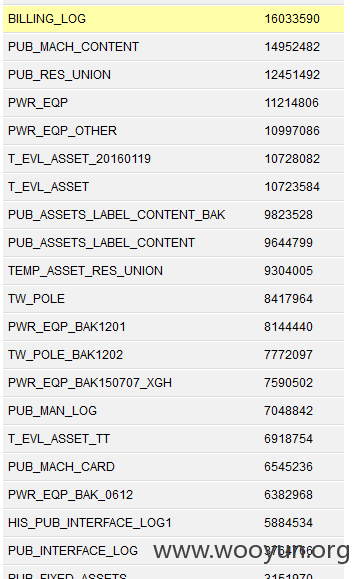 BILLING_LOG 16033590
PUB_MACH_CONTENT 14952482
PUB_RES_UNION 12451492
PWR_EQP 11214806
PWR_EQP_OTHER 10997086
T_EVL_ASSET_20160119 10728082
T_EVL_ASSET 10723584
PUB_ASSETS_LABEL_CONTENT_BAK 9823528
PUB_ASSETS_LABEL_CONTENT 9644799
TEMP_ASSET_RES_UNION 9304005
TW_POLE 8417964
PWR_EQP_BAK1201 8144440
TW_POLE_BAK1202 7772097
PWR_EQP_BAK150707_XGH 7590502
PUB_MAN_LOG 7048842
T_EVL_ASSET_TT 6918754
PUB_MACH_CARD 6545236
PWR_EQP_BAK_0612 6382968
HIS_PUB_INTERFACE_LOG1 5884534
PUB_INTERFACE_LOG
www.wooyun.org
PUB_FIXED_ASSETS